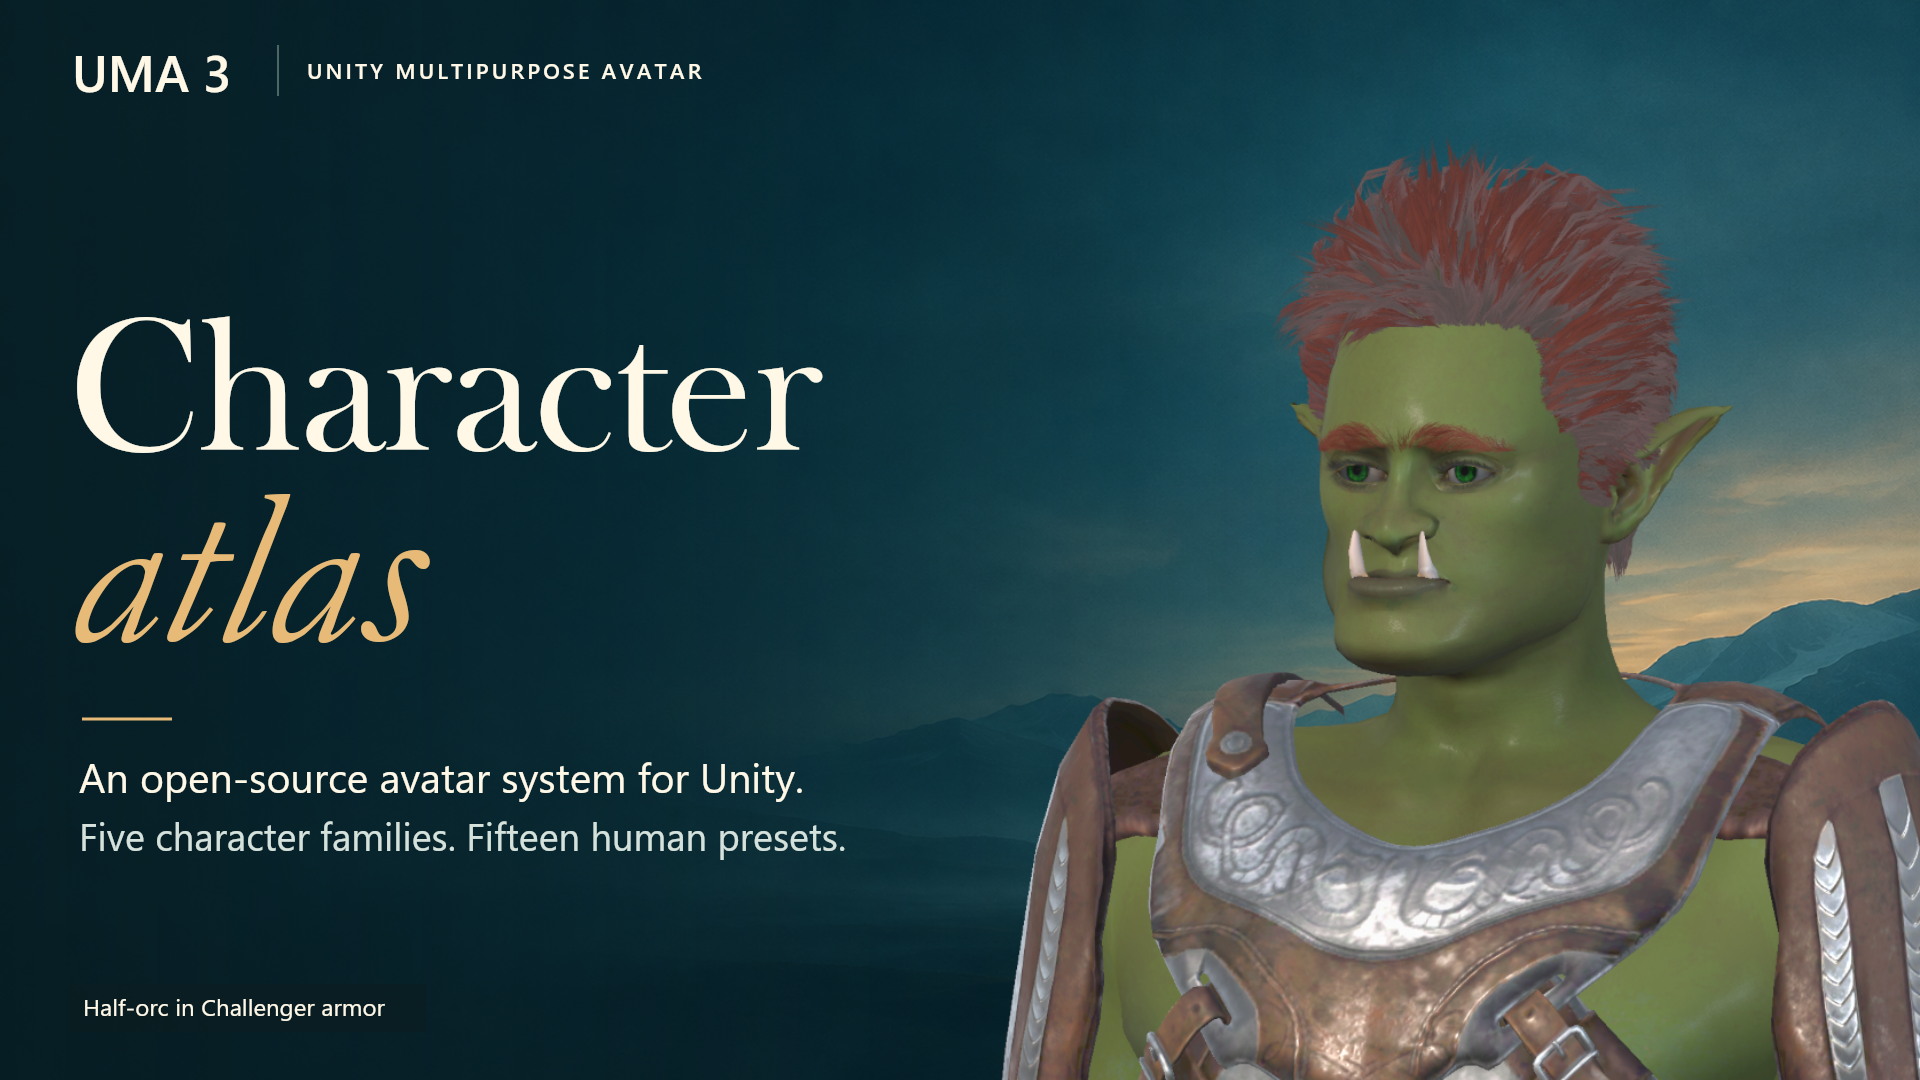 UMA 3
UNITY MULTIPURPOSE AVATAR
Character
atlas
An open-source avatar system for Unity.
Five character families. Fifteen human presets.
Half-orc in Challenger armor